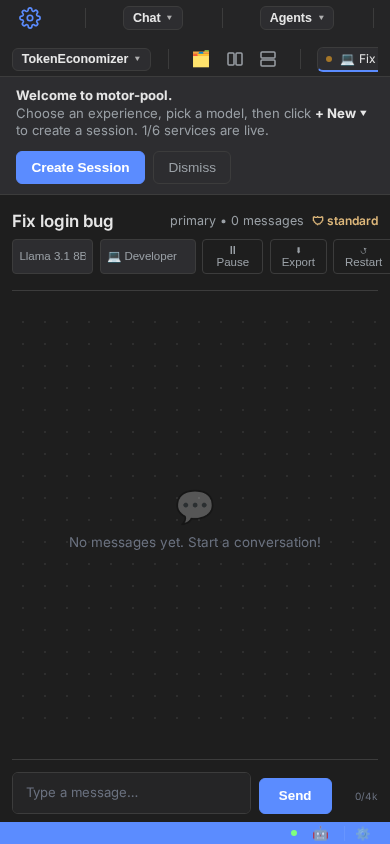 Chat ▾ Agents ▾
TokenEconomizer ▾ Fix
Welcome to motor-pool.
Choose an experience, pick a model, then click + New ▾
to create a session. 1/6 services are live.
Create Session Dismiss
Fix login bug primary • 0 messages standard
Llama 3.1 8B Developer Pause Export Restart
No messages yet. Start a conversation!
Type a message... Send 0/4k